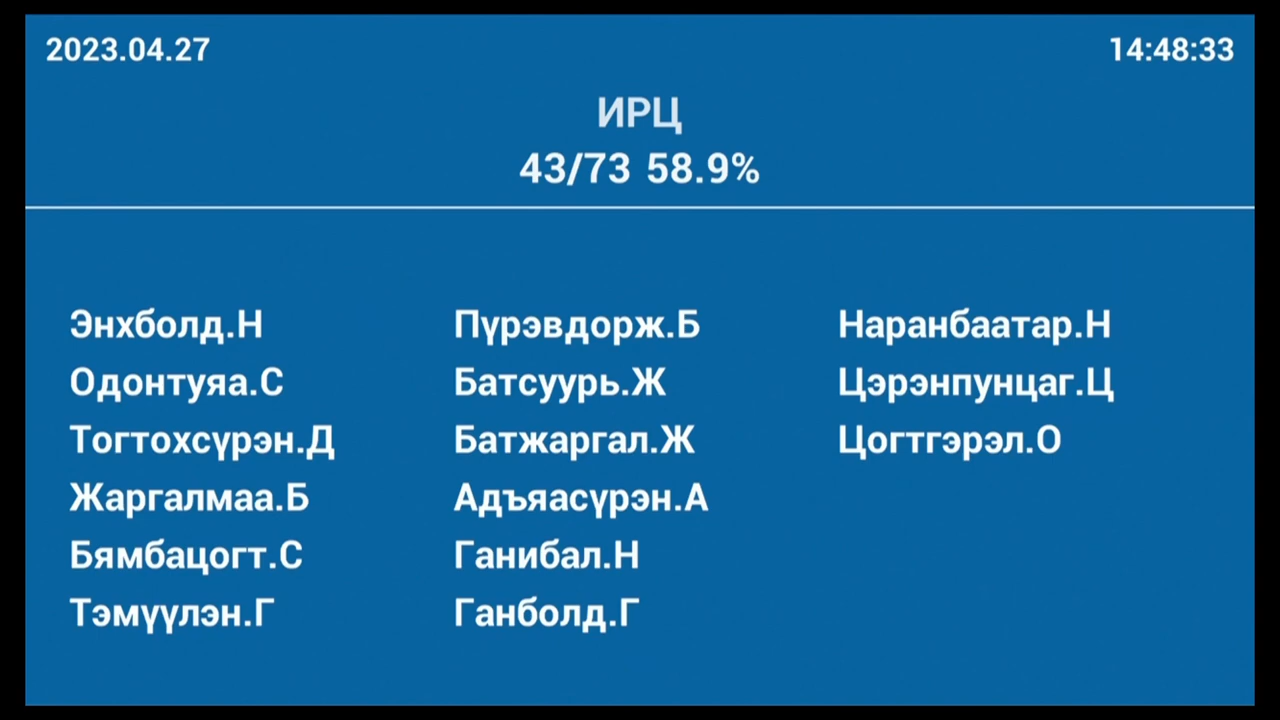 2023.04.27
14:48:33
ИРЦ
43/73 58.9%
Энхболд.Н
Одонтуяа.С
Тогтохсүрэн.Д
Жаргалмаа.Б
Бямбацогт.С
Тэмүүлэн.Г
Пүрэвдорж.Б
Батсуурь.Ж
Батжаргал.Ж
Адъяасүрэн.А
Ганибал.Н
Ганболд.Г
Наранбаатар.Н
Цэрэнпунцаг.Ц
Цогтгэрэл.О